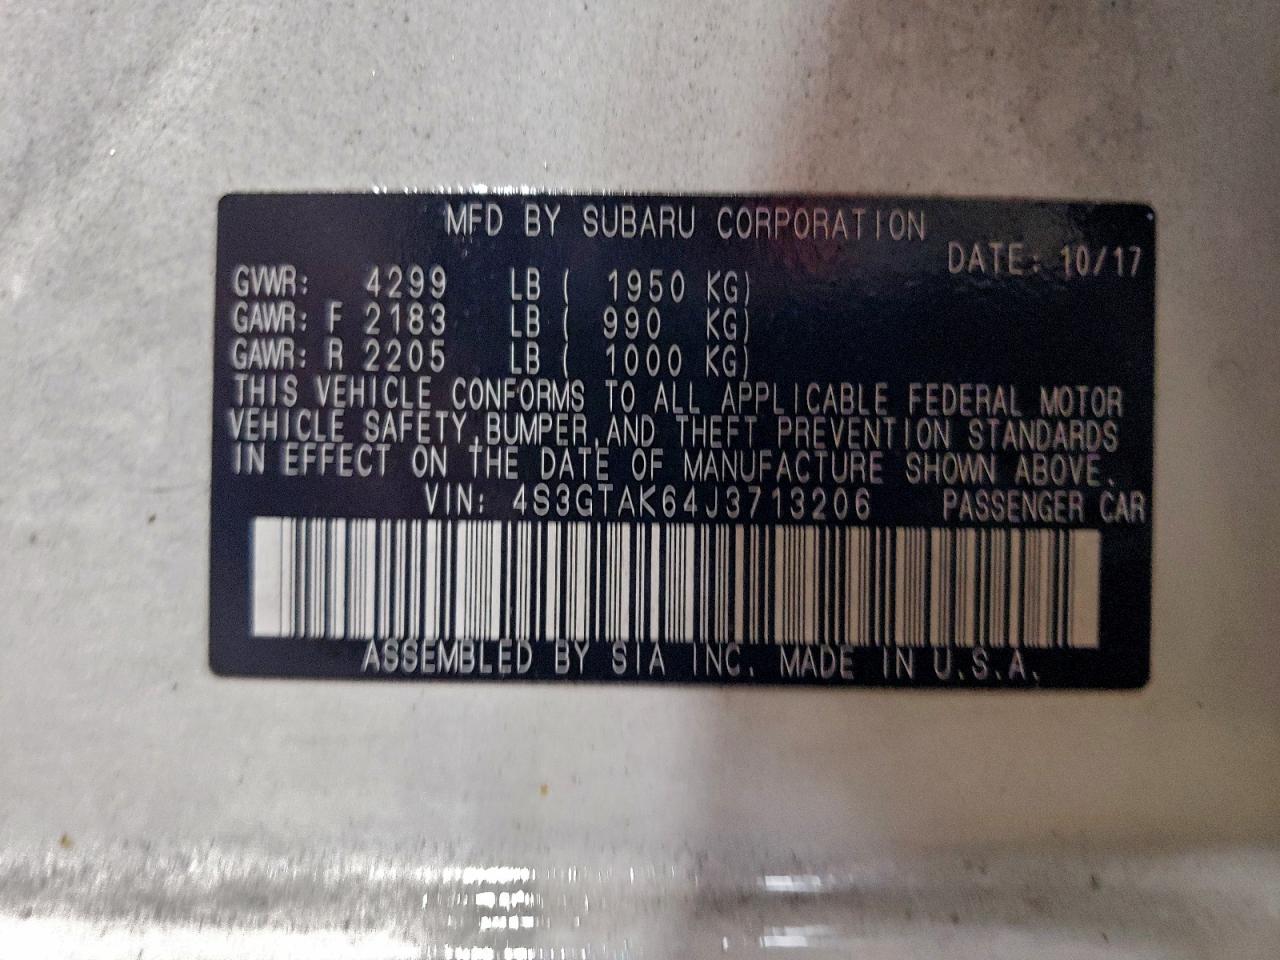 MFD BY SUBARU CORPORATION
DATE: 10/17
GVWR: 4299 LB ( 1950 KG)
GAWR: F 2183 LB ( 990 KG)
GAWR: R 2205 LB ( 1000 KG)
THIS VEHICLE CONFORMS TO ALL APPLICABLE FEDERAL MOTOR
VEHICLE SAFETY,BUMPER,AND THEFT PREVENTION STANDARDS
IN EFFECT ON THE DATE OF MANUFACTURE SHOWN ABOVE.
VIN: 4S3GTAK64J3713206 PASSENGER CAR
ASSEMBLED BY SIA INC. MADE IN U.S.A.